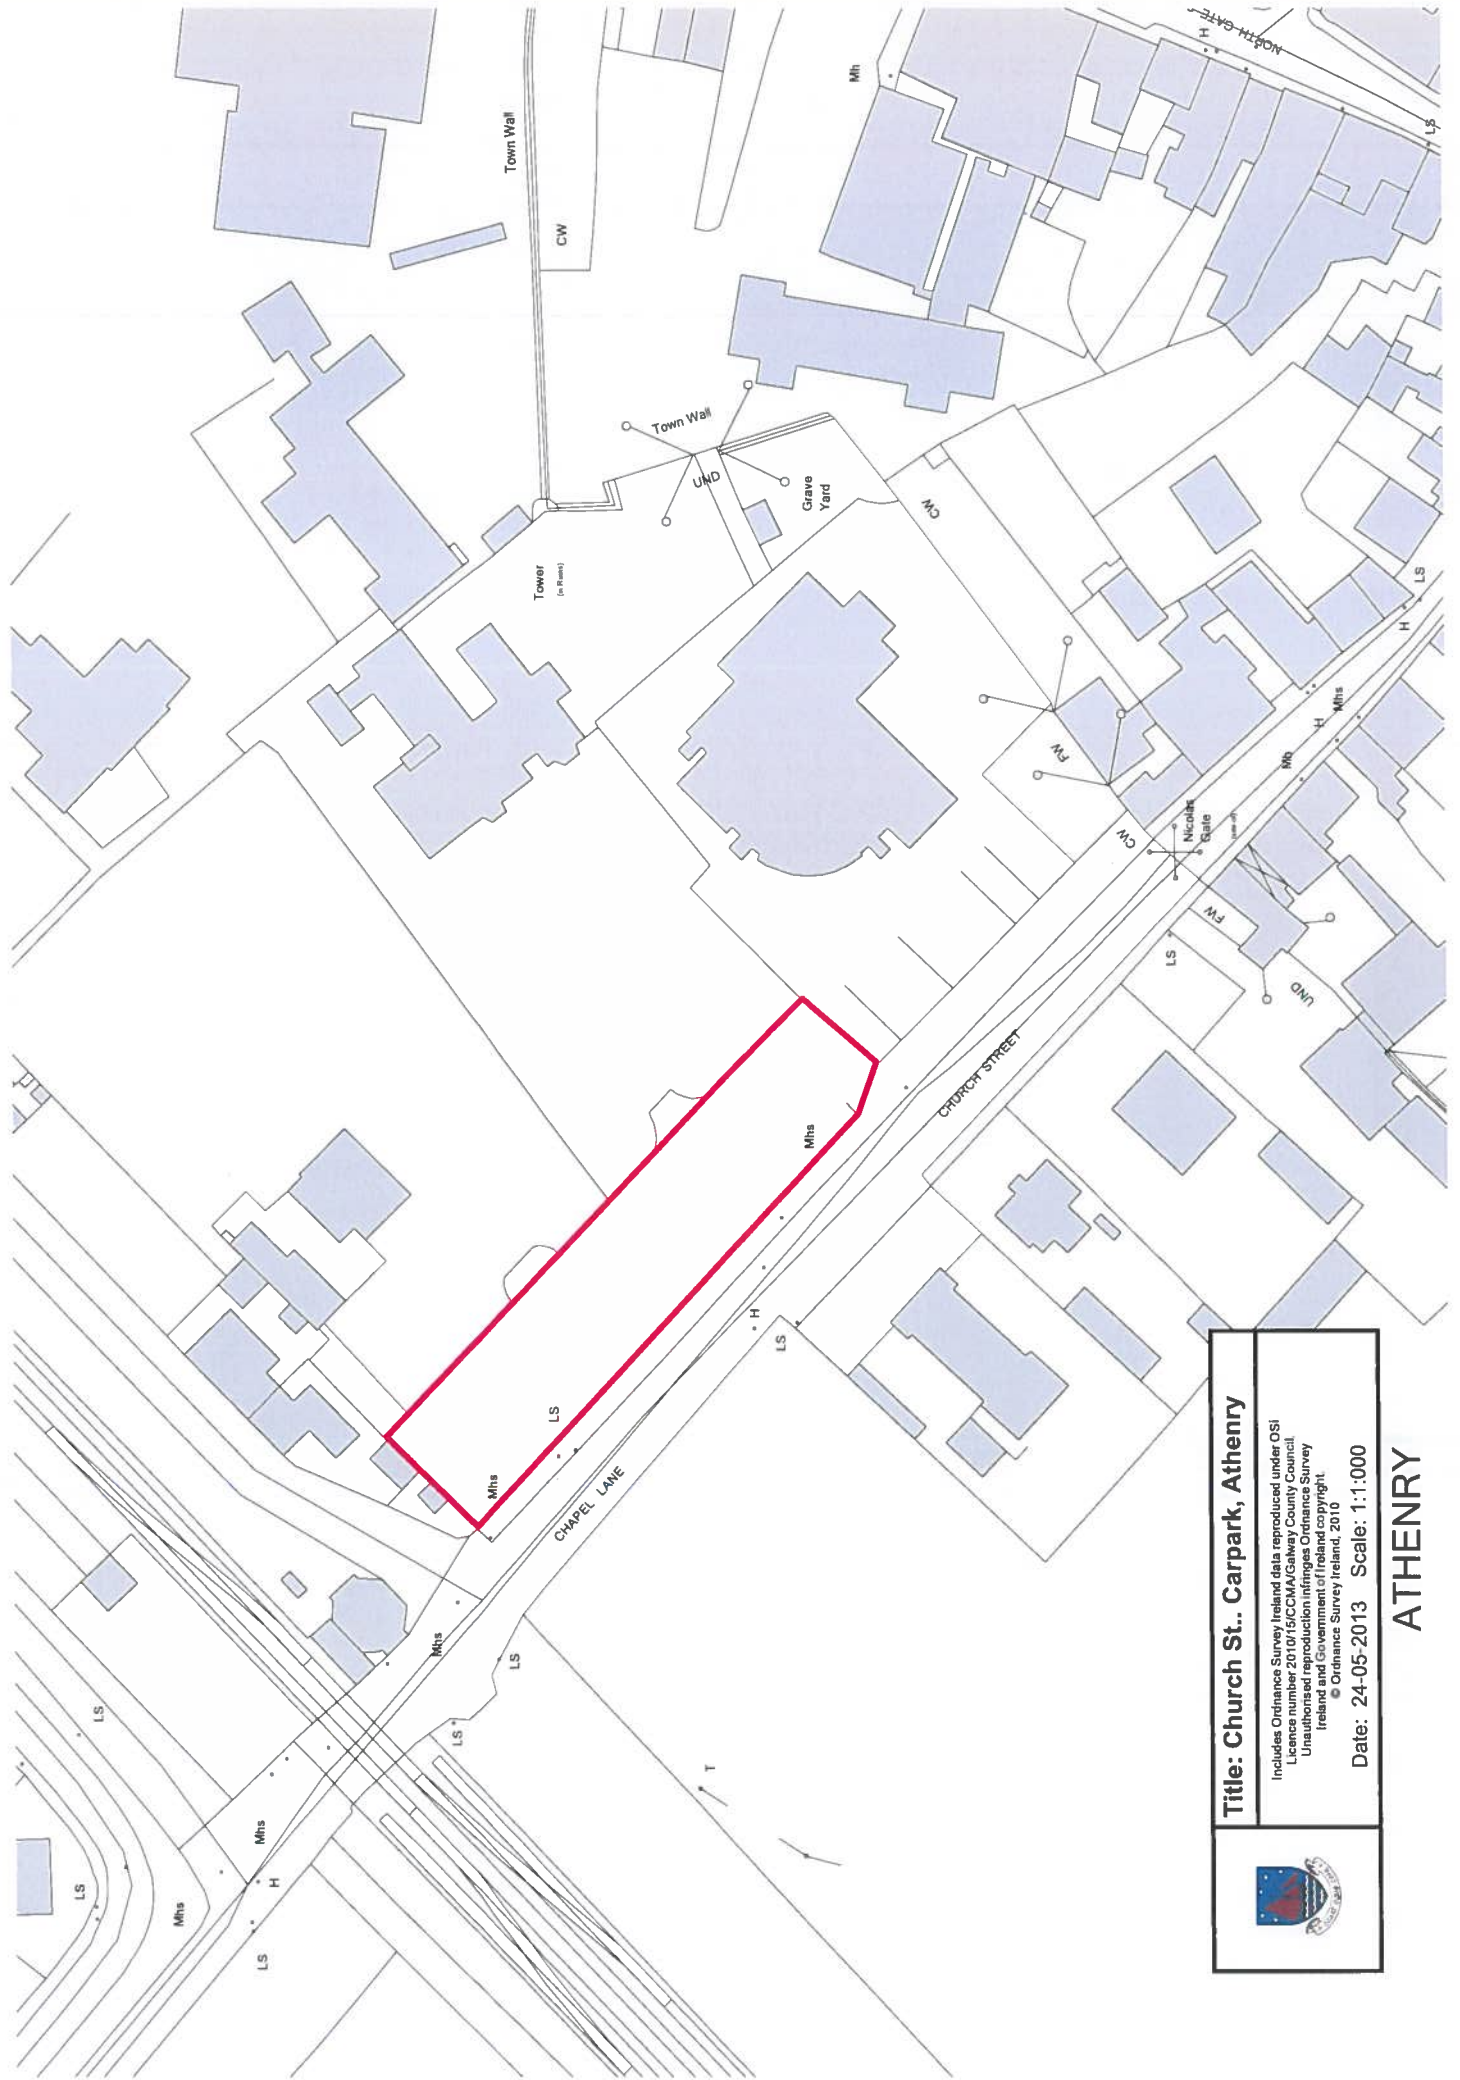 Title: Church St.. Carpark, Athenry
Includes Ordnance Survey Ireland data reproduced under OSi
Licence number 2010/15/CCMA/Galway County Council.
Unauthorised reproduction infringes Ordnance Survey
Ireland and Government of Ireland copyright.
© Ordnance Survey Ireland, 2010
Date: 24-05-2013 Scale: 1:1:000
ATHENRY
NORTH GATE
H
LS
Mh
Town Wall
CW
Town Wall
UND
Grave
Yard
CW
Tower
(in Ruins)
LS
H
Mhs
H
Mh
FW
Nicolas
Gate
CW
FW
LS
UND
CHURCH STREET
Mhs
H
LS
LS
Mhs
CHAPEL LANE
Mhs
LS
LS
LS
T
Mhs
H
LS
Mhs
LS